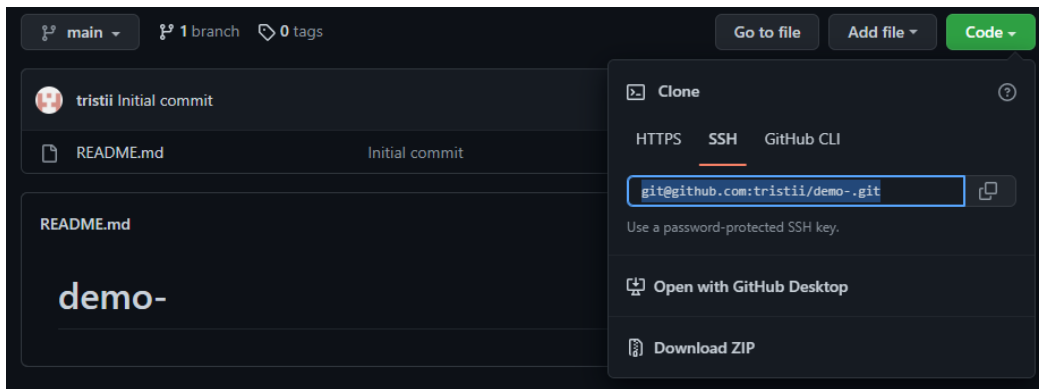 main 1 branch 0 tags Go to file Add file Code
tristii Initial commit
README.md Initial commit
README.md
demo-
Clone
HTTPS SSH GitHub CLI
git@github.com:tristii/demo-.git
Use a password-protected SSH key.
Open with GitHub Desktop
Download ZIP